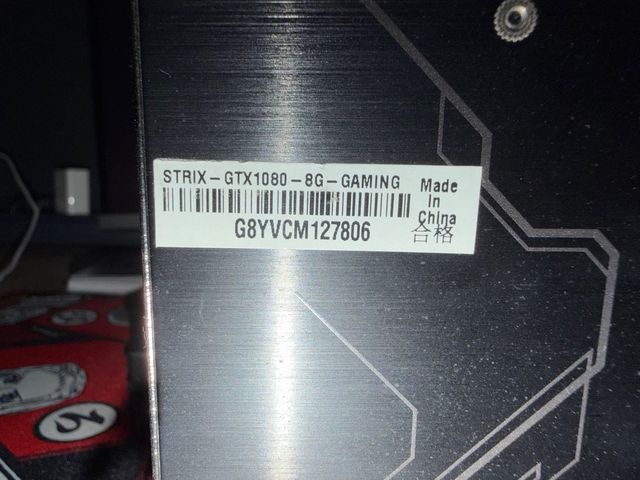 STRIX-GTX1080-8G-GAMING
G8YVCM127806
Made
in
China
合格